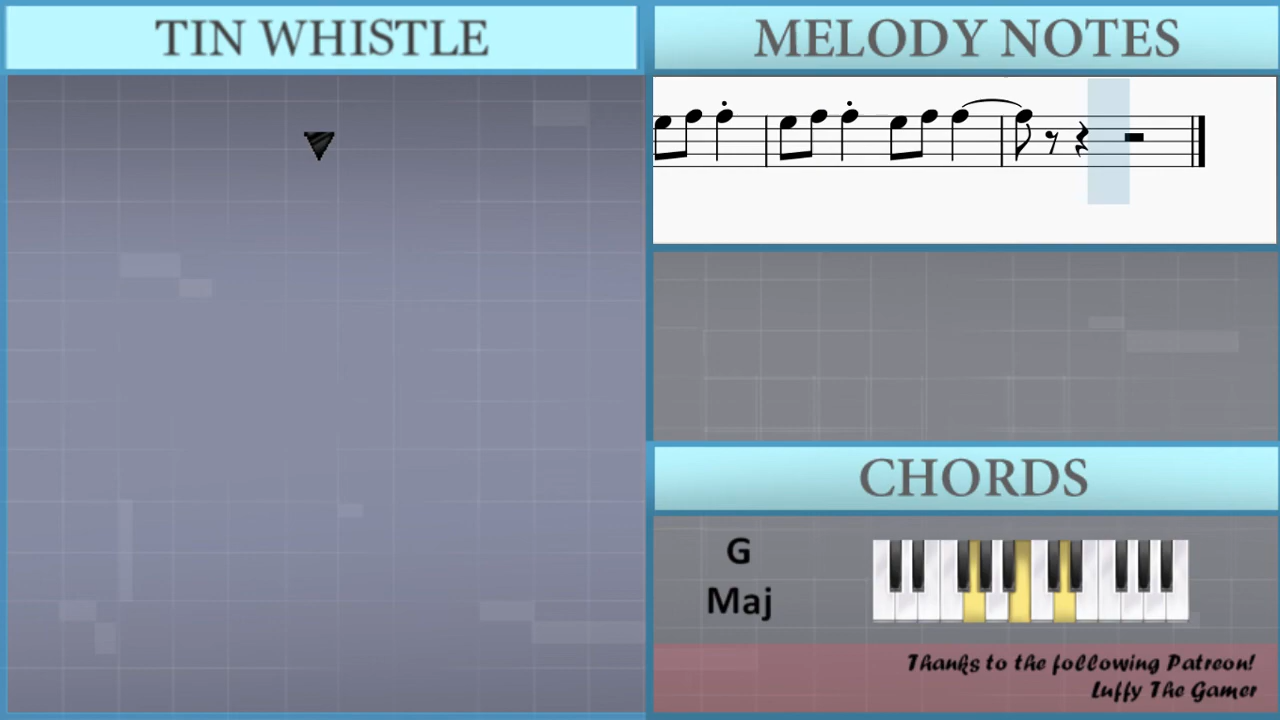 TIN WHISTLE
MELODY NOTES
CHORDS
G
Maj
Thanks to the following Patreon!
Luffy The Gamer